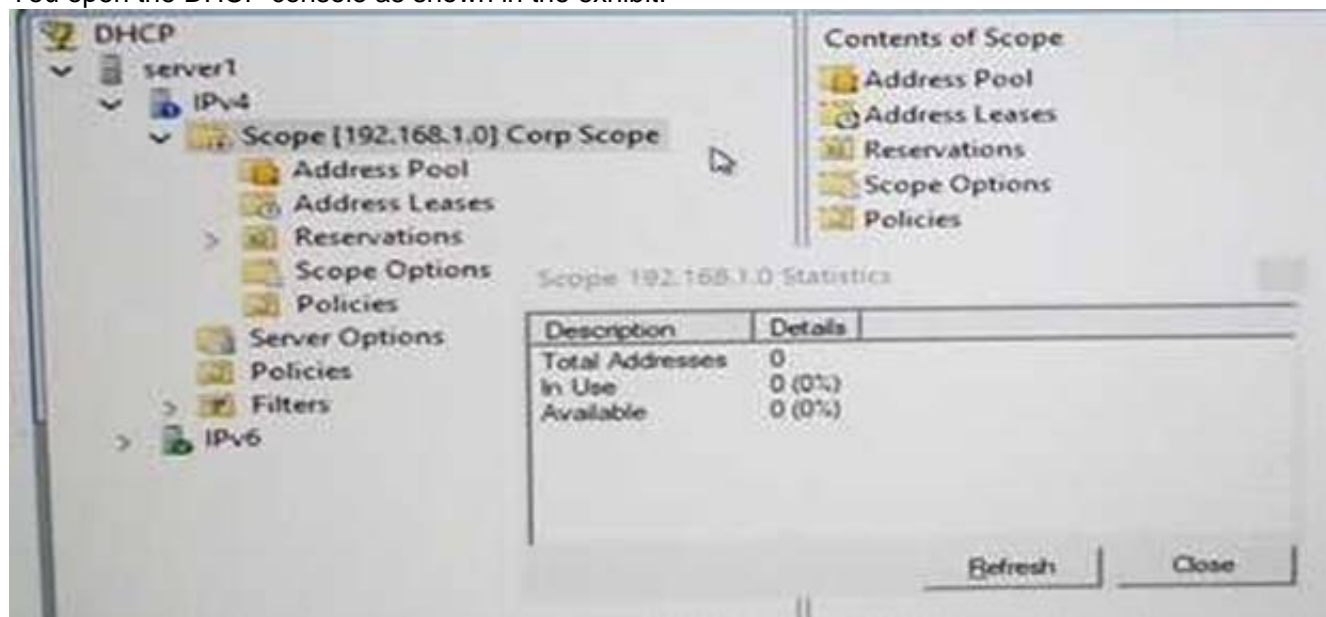 You open the DHCP console as shown in the exhibit.
DHCP
server1
IPv4
Scope [192.168.1.0] Corp Scope
Address Pool
Address Leases
Reservations
Scope Options
Policies
Server Options
Policies
Filters
IPv6
Contents of Scope
Address Pool
Address Leases
Reservations
Scope Options
Policies
Scope 192.168.1.0 Statistics
Description Details
Total Addresses 0
In Use 0 (0%)
Available 0 (0%)
Refresh Close